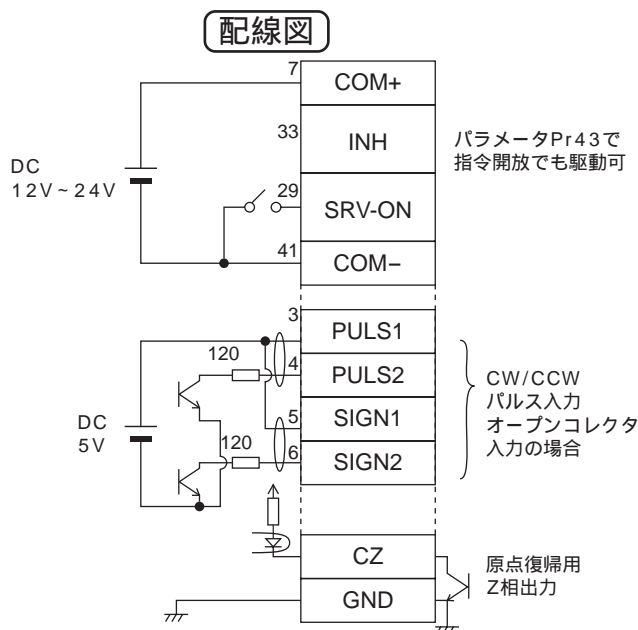 配線図
7
COM+
33
INH
パラメータPr43で
指令開放でも駆動可
DC
12V~24V
29
SRV-ON
41
COM−
3
PULS1
120
4
PULS2
CW/CCW
パルス入力
オープンコレクタ
入力の場合
DC
5V
5
SIGN1
120
6
SIGN2
CZ
原点復帰用
Z相出力
GND